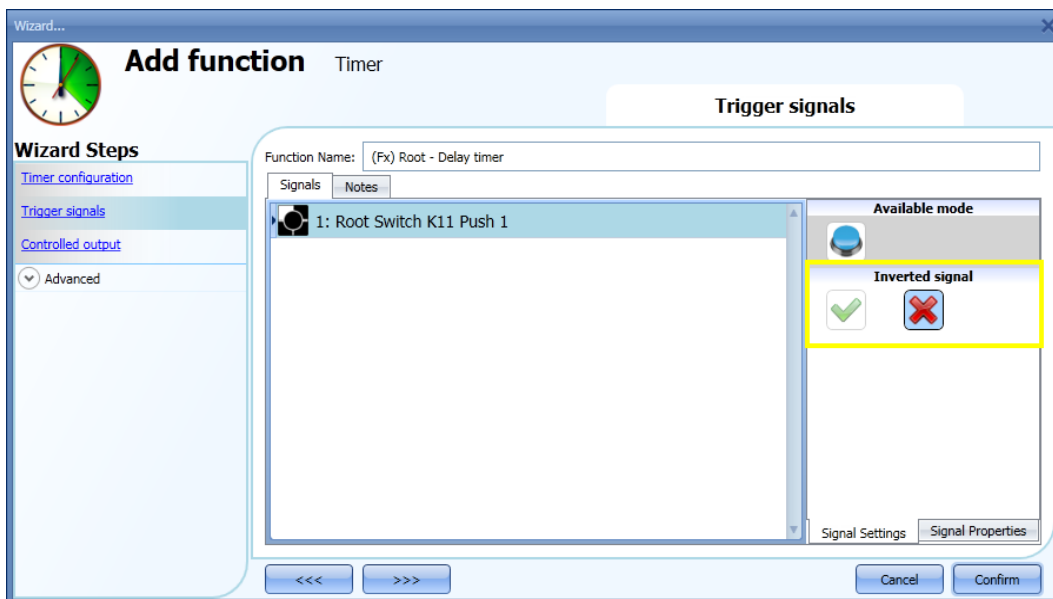 Wizard...
Add function Timer
Trigger signals
Wizard Steps
Timer configuration
Trigger signals
Controlled output
Advanced
Function Name: (Fx) Root - Delay timer
Signals Notes
1: Root Switch K11 Push 1
Available mode
Inverted signal
Signal Settings Signal Properties
<<< >>> Cancel Confirm